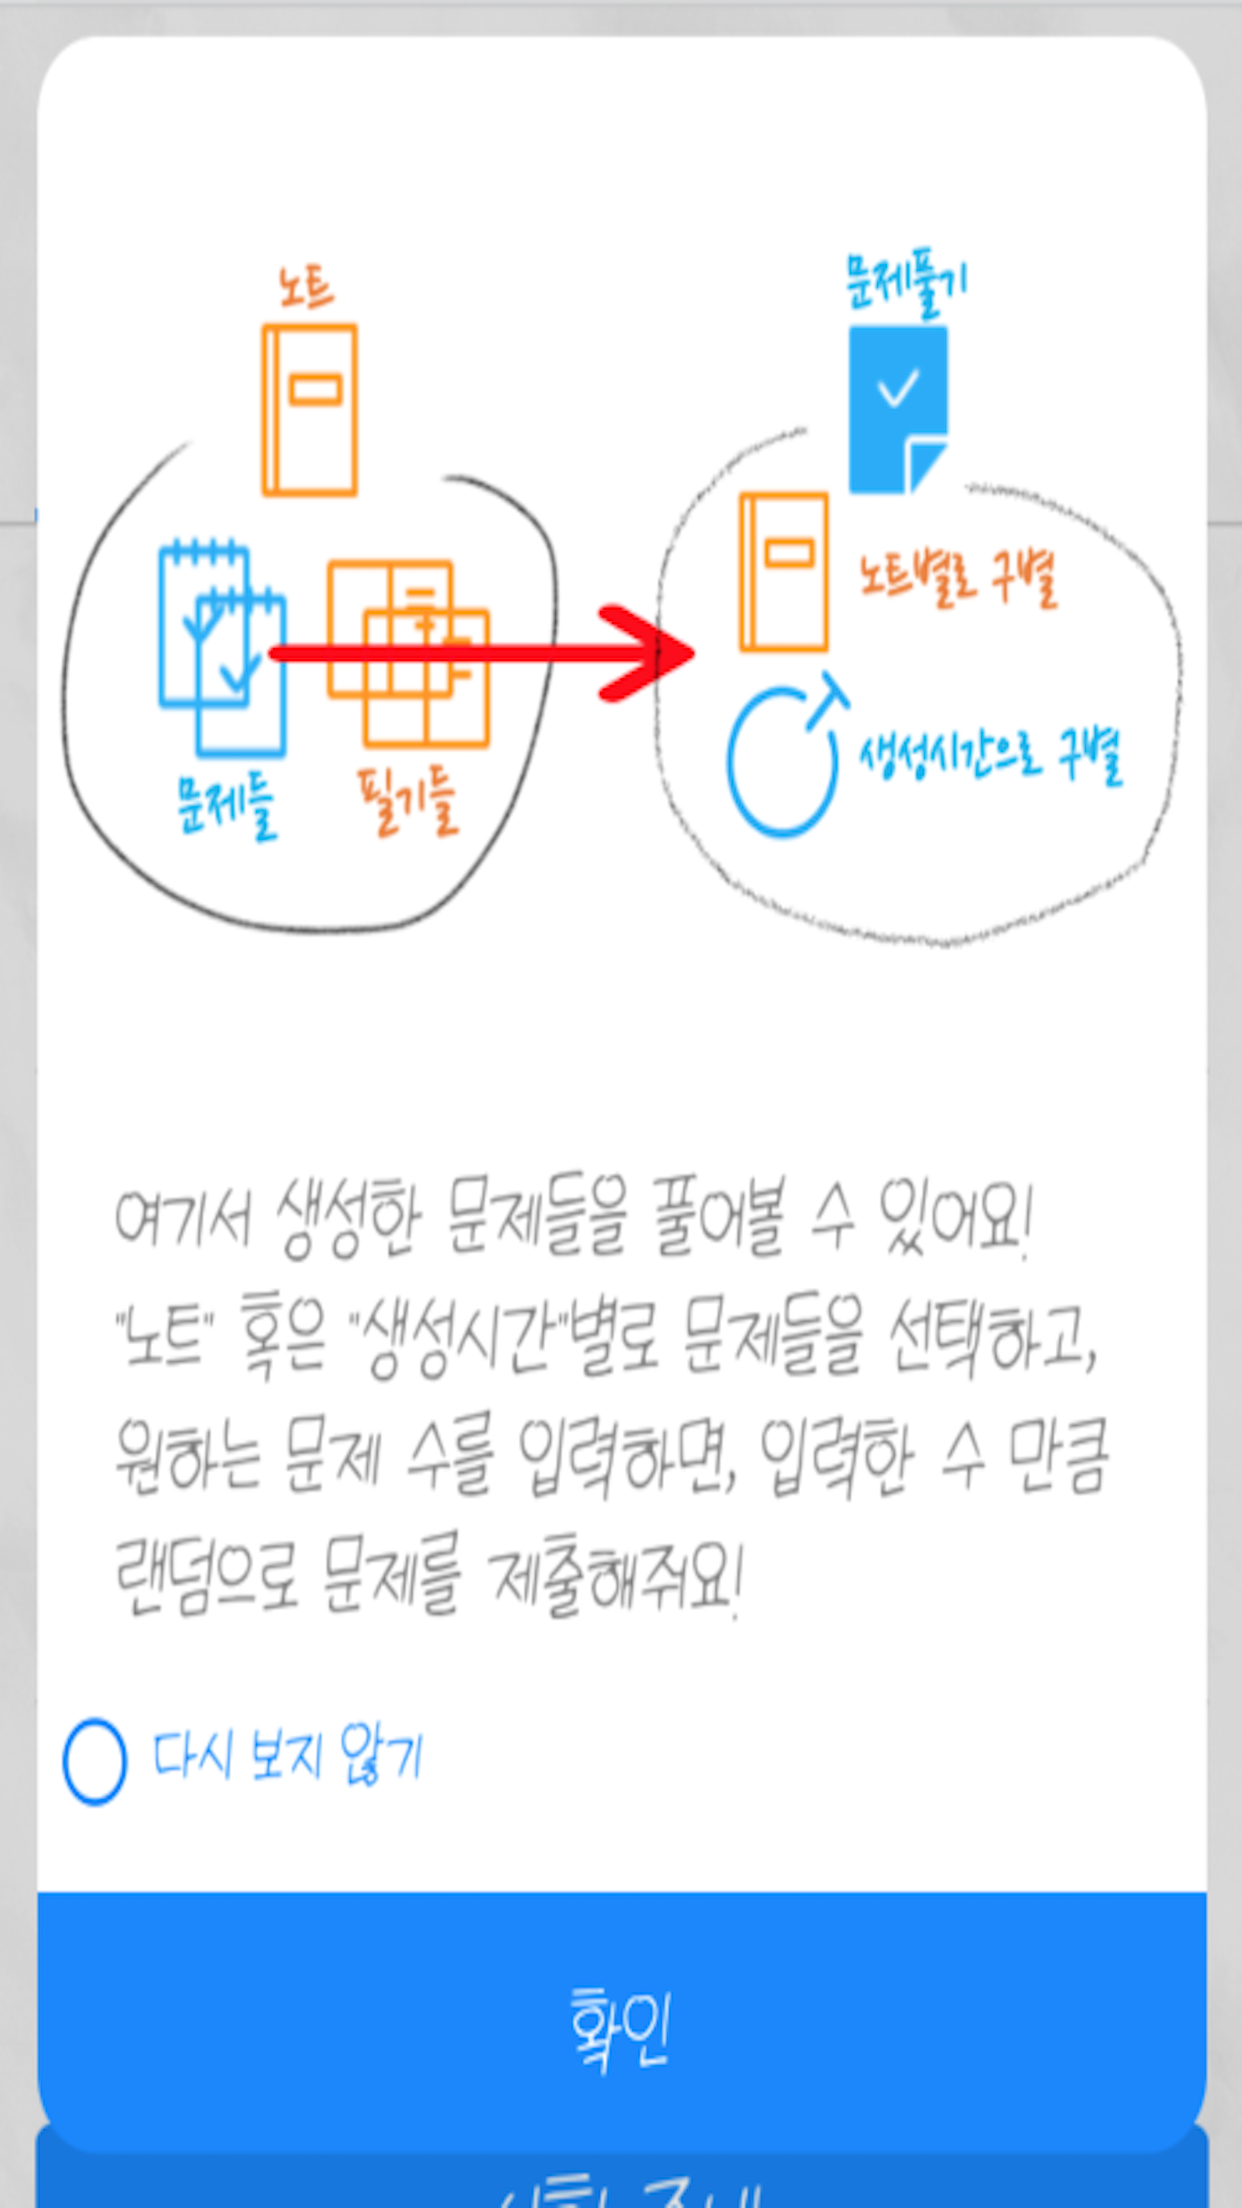 노트
문제풀기
노트별로 구별
생성시간으로 구별
문제들
필기들
여기서 생성한 문제들을 풀어볼 수 있어요!
"노트" 혹은 "생성시간"별로 문제들을 선택하고,
원하는 문제 수를 입력하면, 입력한 수 만큼
랜덤으로 문제를 제출해줘요!
다시 보지 않기
확인